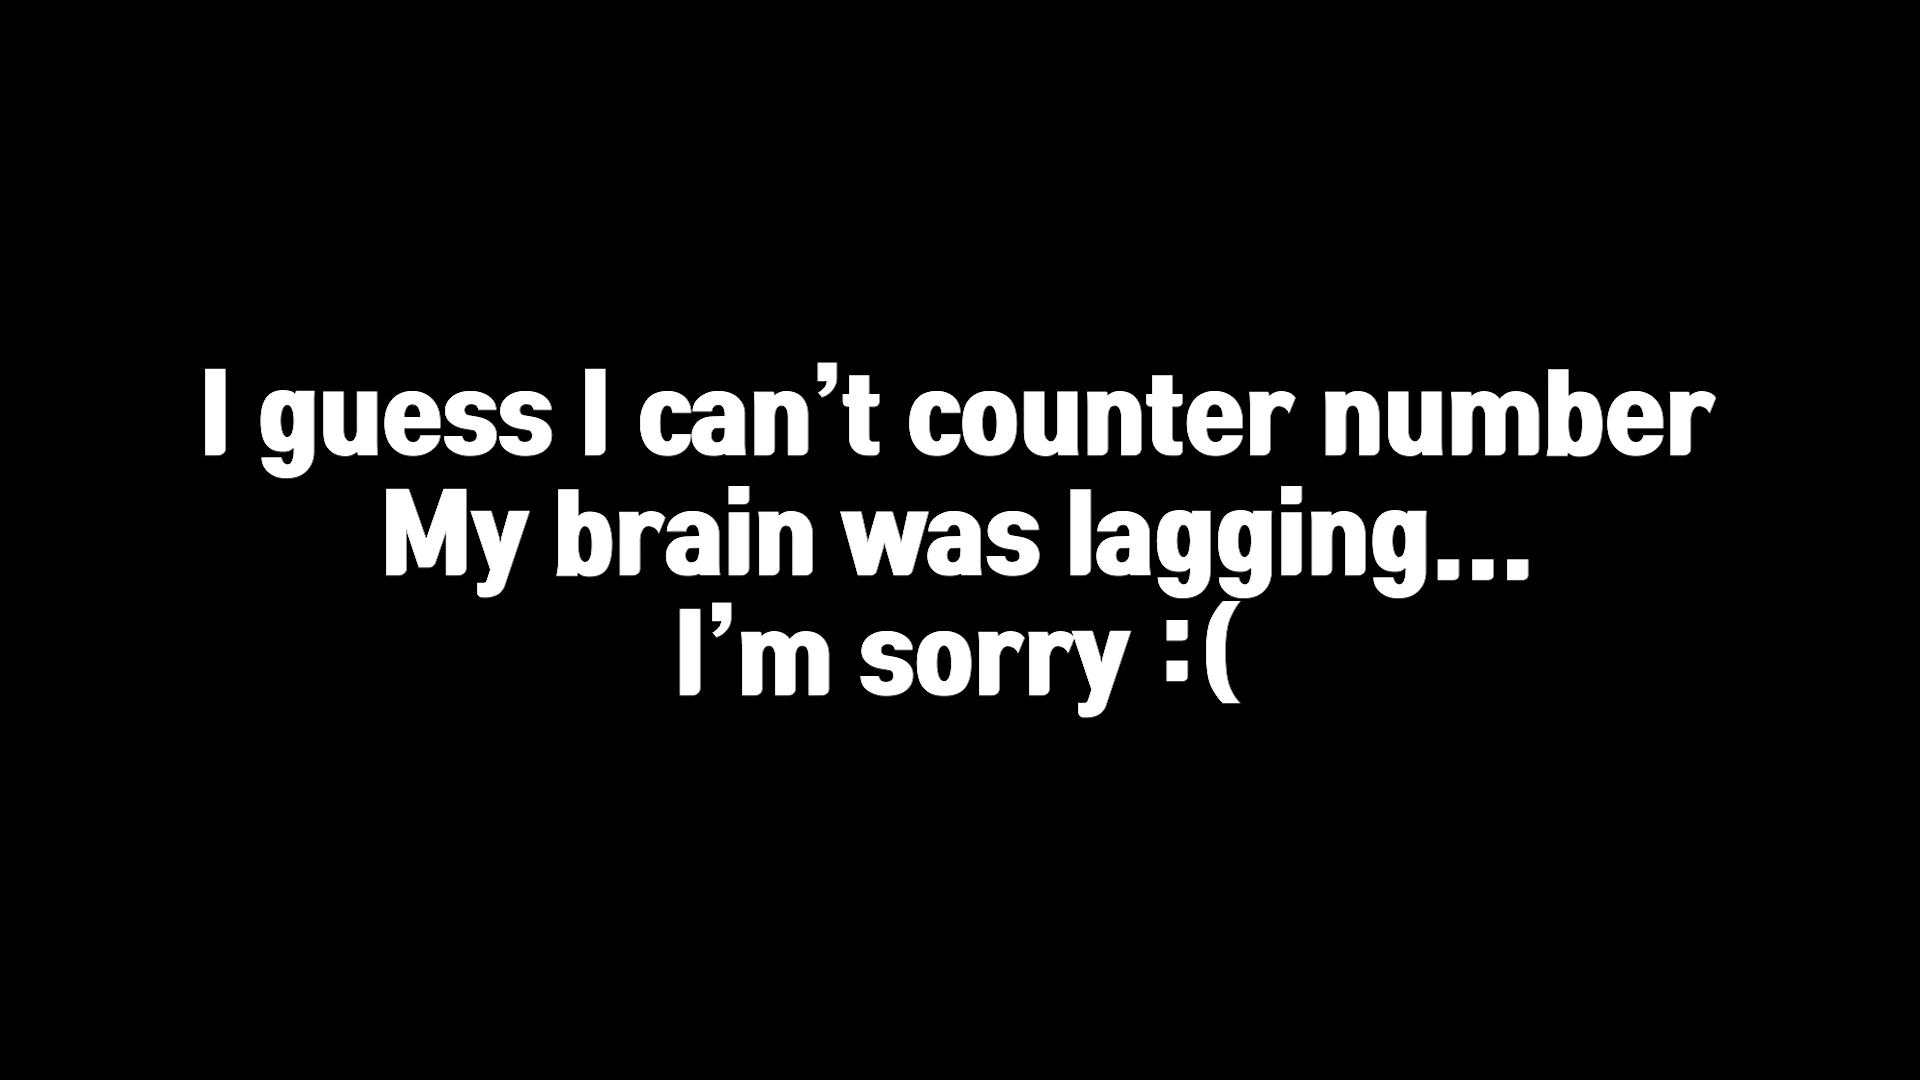 I guess I can’t counter number
My brain was lagging...
I’m sorry :(